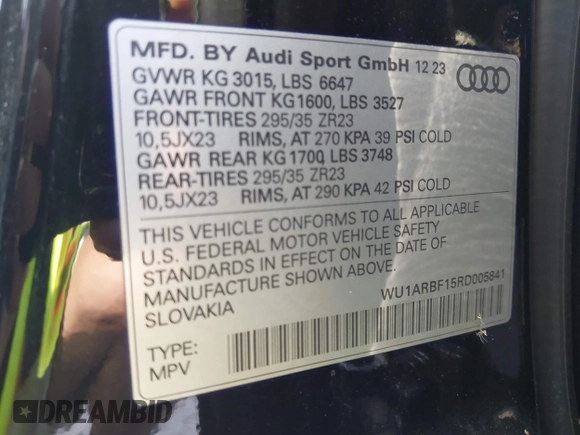 MFD. BY Audi Sport GmbH 12 23
GVWR KG 3015, LBS 6647
GAWR FRONT KG1600, LBS 3527
FRONT-TIRES 295/35 ZR23
10,5JX23 RIMS, AT 270 KPA 39 PSI COLD
GAWR REAR KG 1700, LBS 3748
REAR-TIRES 295/35 ZR23
10,5JX23 RIMS, AT 290 KPA 42 PSI COLD
THIS VEHICLE CONFORMS TO ALL APPLICABLE
U.S. FEDERAL MOTOR VEHICLE SAFETY
STANDARDS IN EFFECT ON THE DATE OF
MANUFACTURE SHOWN ABOVE.
SLOVAKIA
WU1ARBF15RD005841
TYPE:
MPV
DREAMBID